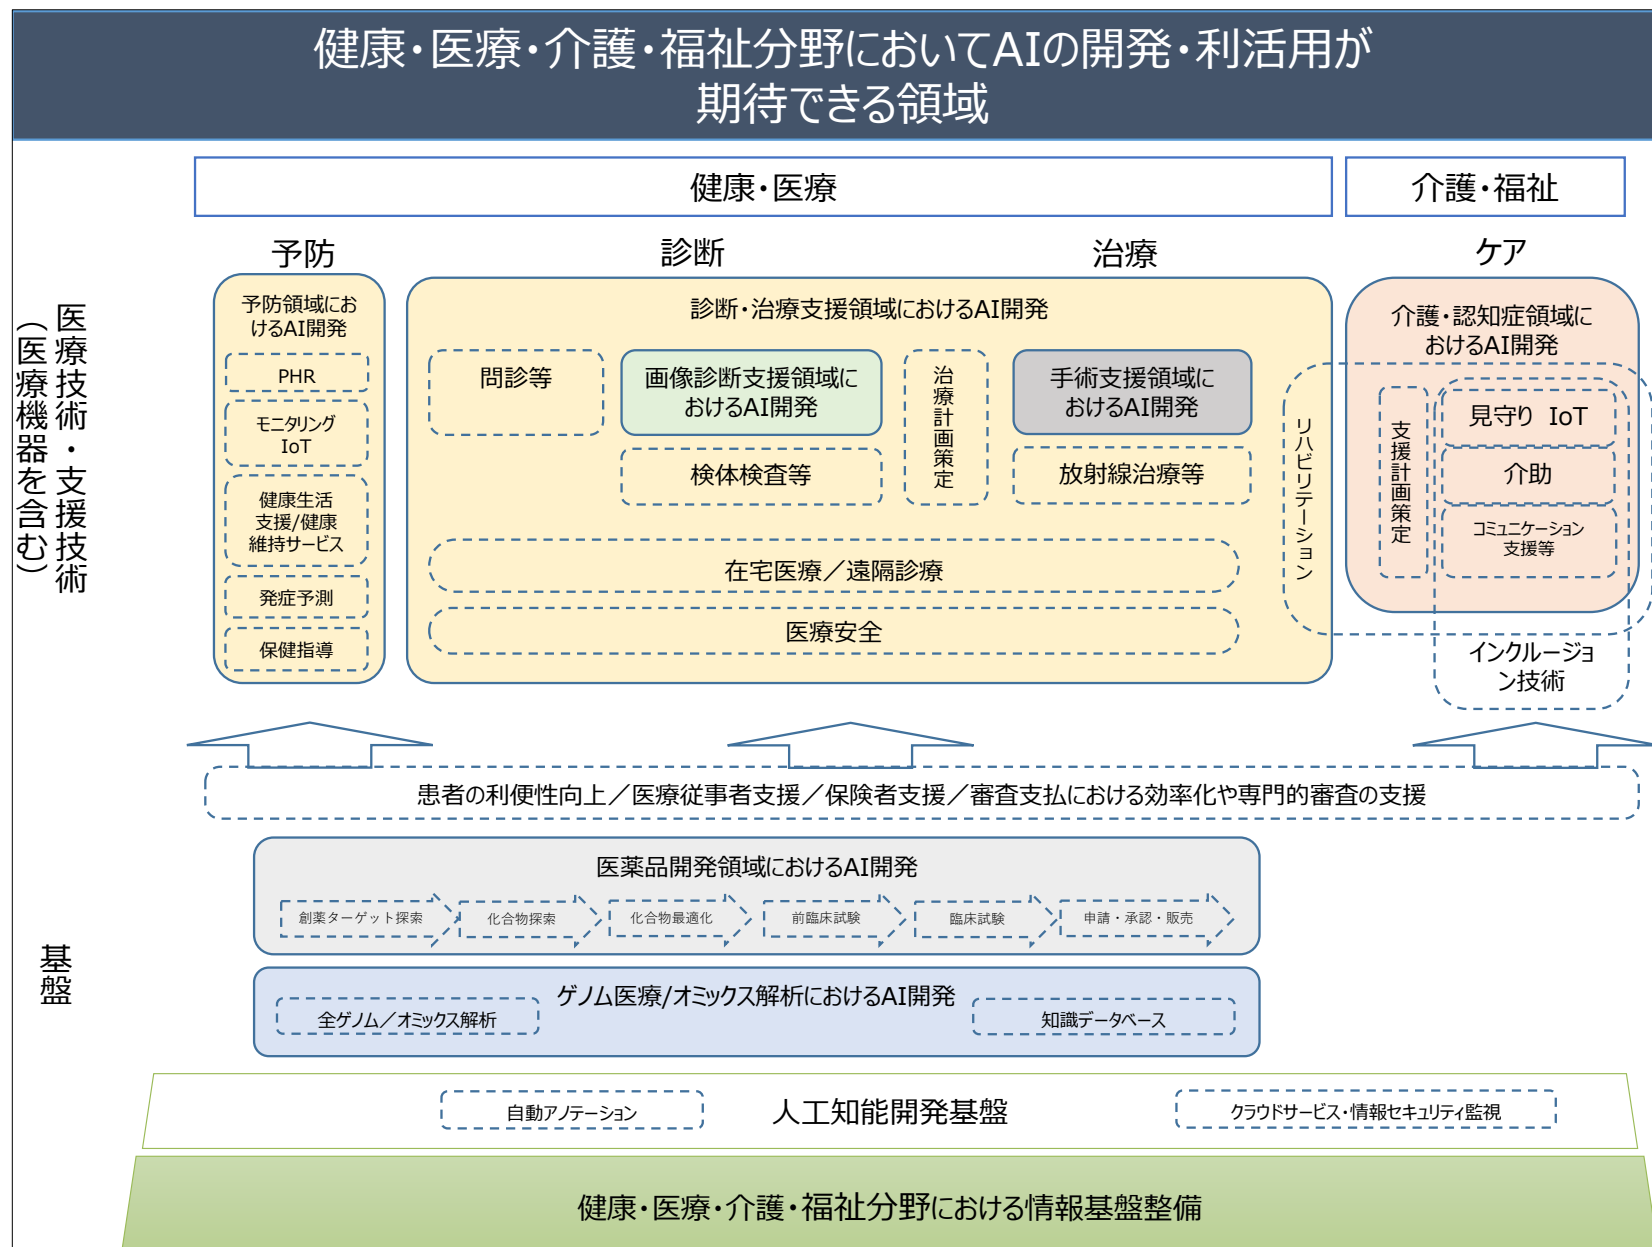 健康・医療・介護・福祉分野においてAIの開発・利活用が
期待できる領域
健康・医療
介護・福祉
予防
診断
治療
ケア
医療技術・支援技術
(医療機器を含む)
予防領域にお
けるAI開発
PHR
モニタリング
IoT
健康生活
支援/健康
維持サービス
発症予測
保健指導
診断・治療支援領域におけるAI開発
問診等
画像診断支援領域に
おけるAI開発
検体検査等
治療計画策定
手術支援領域に
おけるAI開発
放射線治療等
在宅医療／遠隔診療
医療安全
リハビリテーション
介護・認知症領域に
おけるAI開発
支援計画策定
見守り IoT
介助
コミュニケーション
支援等
インクルージョ
ン技術
患者の利便性向上／医療従事者支援／保険者支援／審査支払における効率化や専門的審査の支援
基盤
医薬品開発領域におけるAI開発
創薬ターゲット探索
化合物探索
化合物最適化
前臨床試験
臨床試験
申請・承認・販売
ゲノム医療/オミックス解析におけるAI開発
全ゲノム／オミックス解析
知識データベース
自動アノテーション
人工知能開発基盤
クラウドサービス・情報セキュリティ監視
健康・医療・介護・福祉分野における情報基盤整備